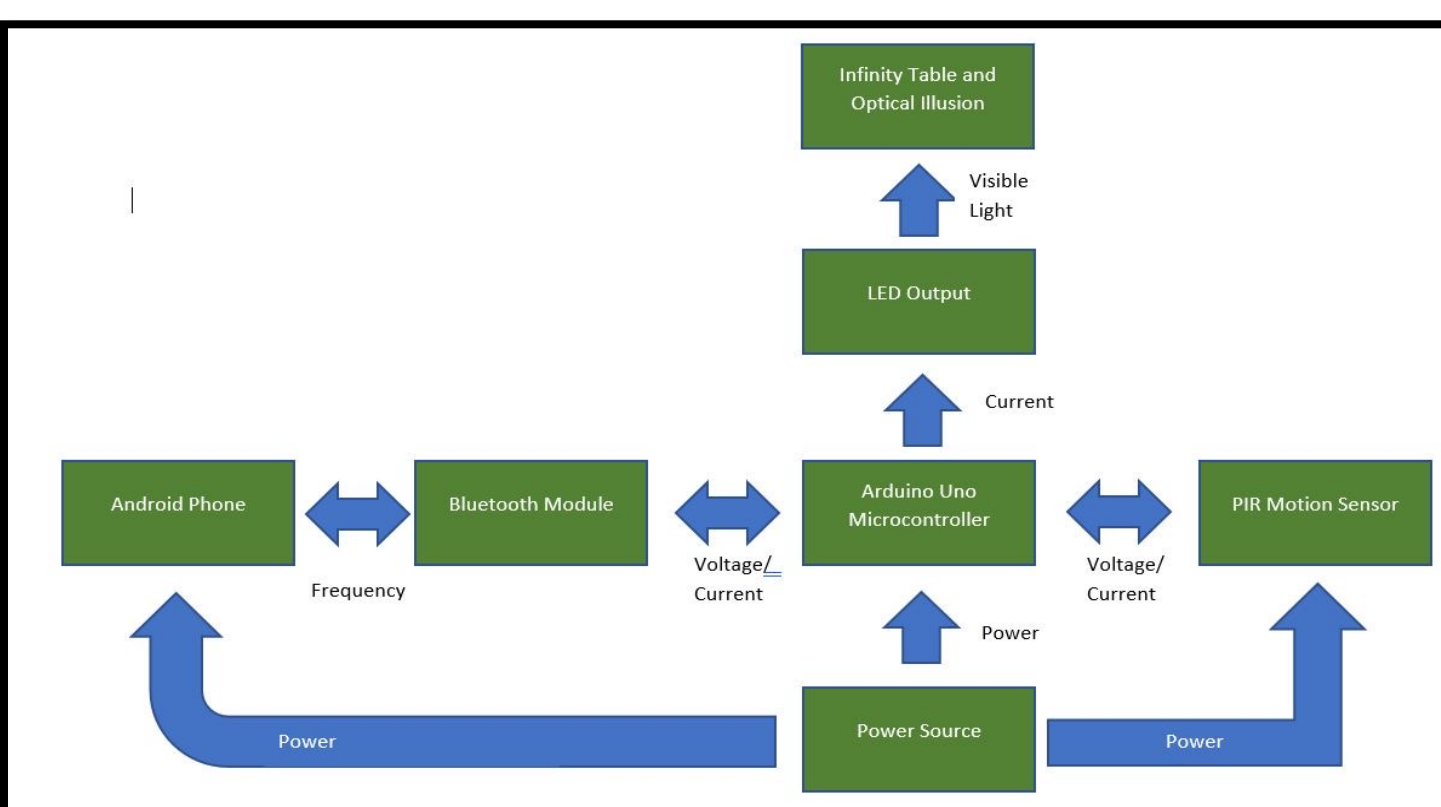 Infinity Table and
Optical Illusion
Visible
Light
LED Output
Current
Android Phone
Bluetooth Module
Arduino Uno
Microcontroller
PIR Motion Sensor
Frequency
Voltage/
Current
Voltage/
Current
Power
Power
Power Source
Power